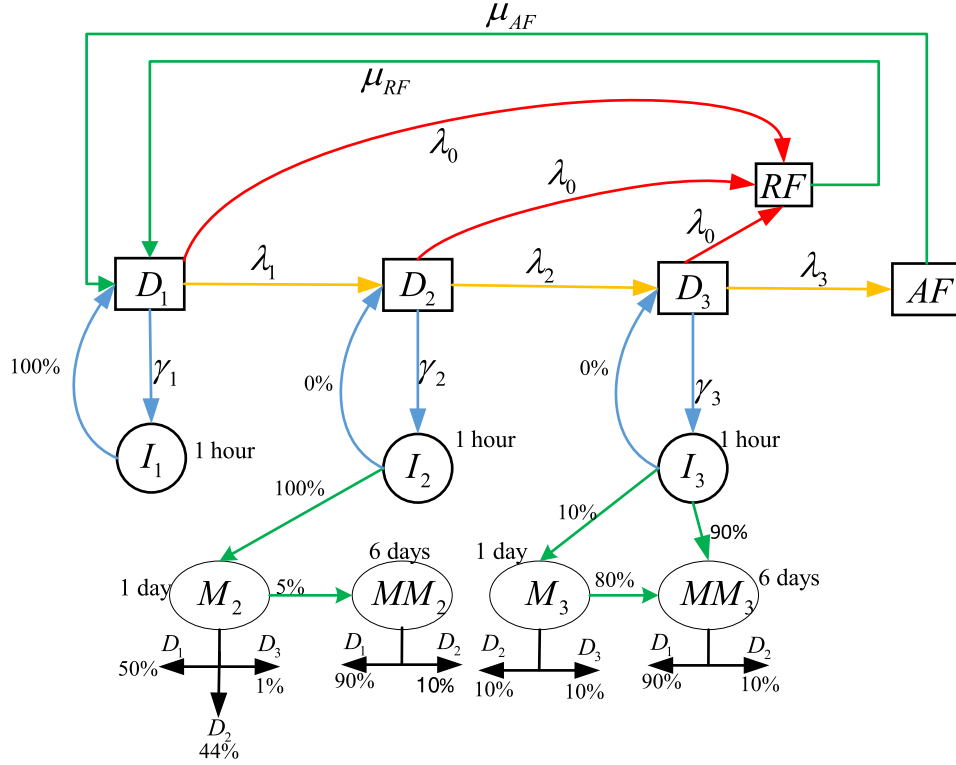 μ_AF
μ_RF
λ₀
λ₀
RF
λ₀
D₁
λ₁
D₂
λ₂
D₃
λ₃
AF
100%
γ₁
0%
γ₂
0%
γ₃
I₁
1 hour
I₂
1 hour
I₃
1 hour
100%
10%
90%
1 day
M₂
5%
6 days
MM₂
1 day
M₃
80%
MM₃
6 days
D₁
D₃
50%
1%
D₂
44%
D₁
D₂
90%
10%
D₂
D₃
10%
10%
D₁
D₂
90%
10%